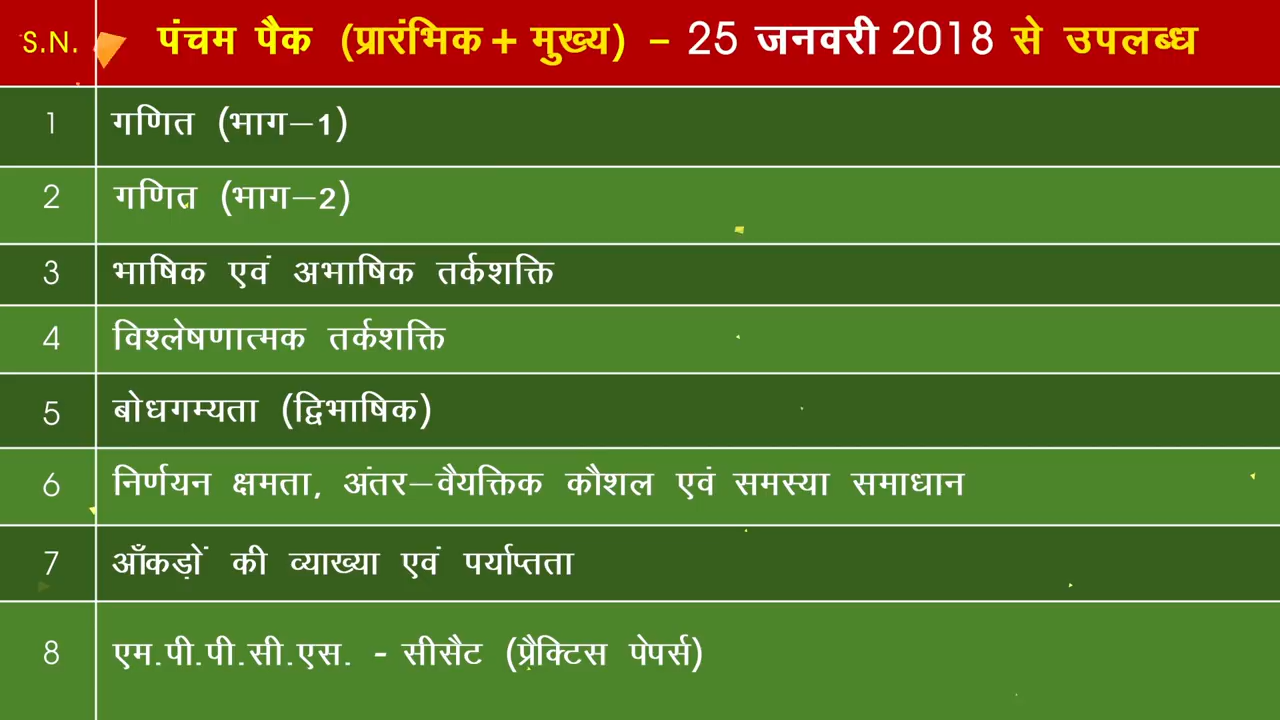 S.N. पंचम पैक (प्रारंभिक + मुख्य) – 25 जनवरी 2018 से उपलब्ध
1 गणित (भाग–1)
2 गणित (भाग–2)
3 भाषिक एवं अभाषिक तर्कशक्ति
4 विश्लेषणात्मक तर्कशक्ति
5 बोधगम्यता (द्विभाषिक)
6 निर्णयन क्षमता, अंतर–वैयक्तिक कौशल एवं समस्या समाधान
7 आँकड़ों की व्याख्या एवं पर्याप्तता
8 एम.पी.पी.सी.एस. - सीसैट (प्रैक्टिस पेपर्स)